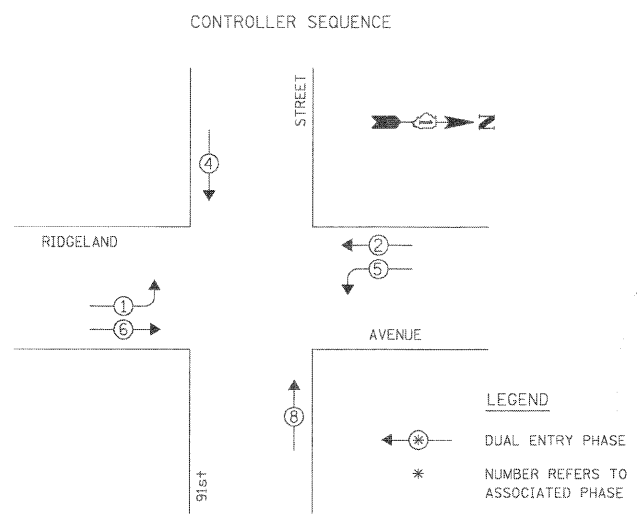 CONTROLLER SEQUENCE
STREET
N
4
RIDGELAND
2
5
1
6
AVENUE
8
91st
LEGEND
* DUAL ENTRY PHASE
* NUMBER REFERS TO
ASSOCIATED PHASE